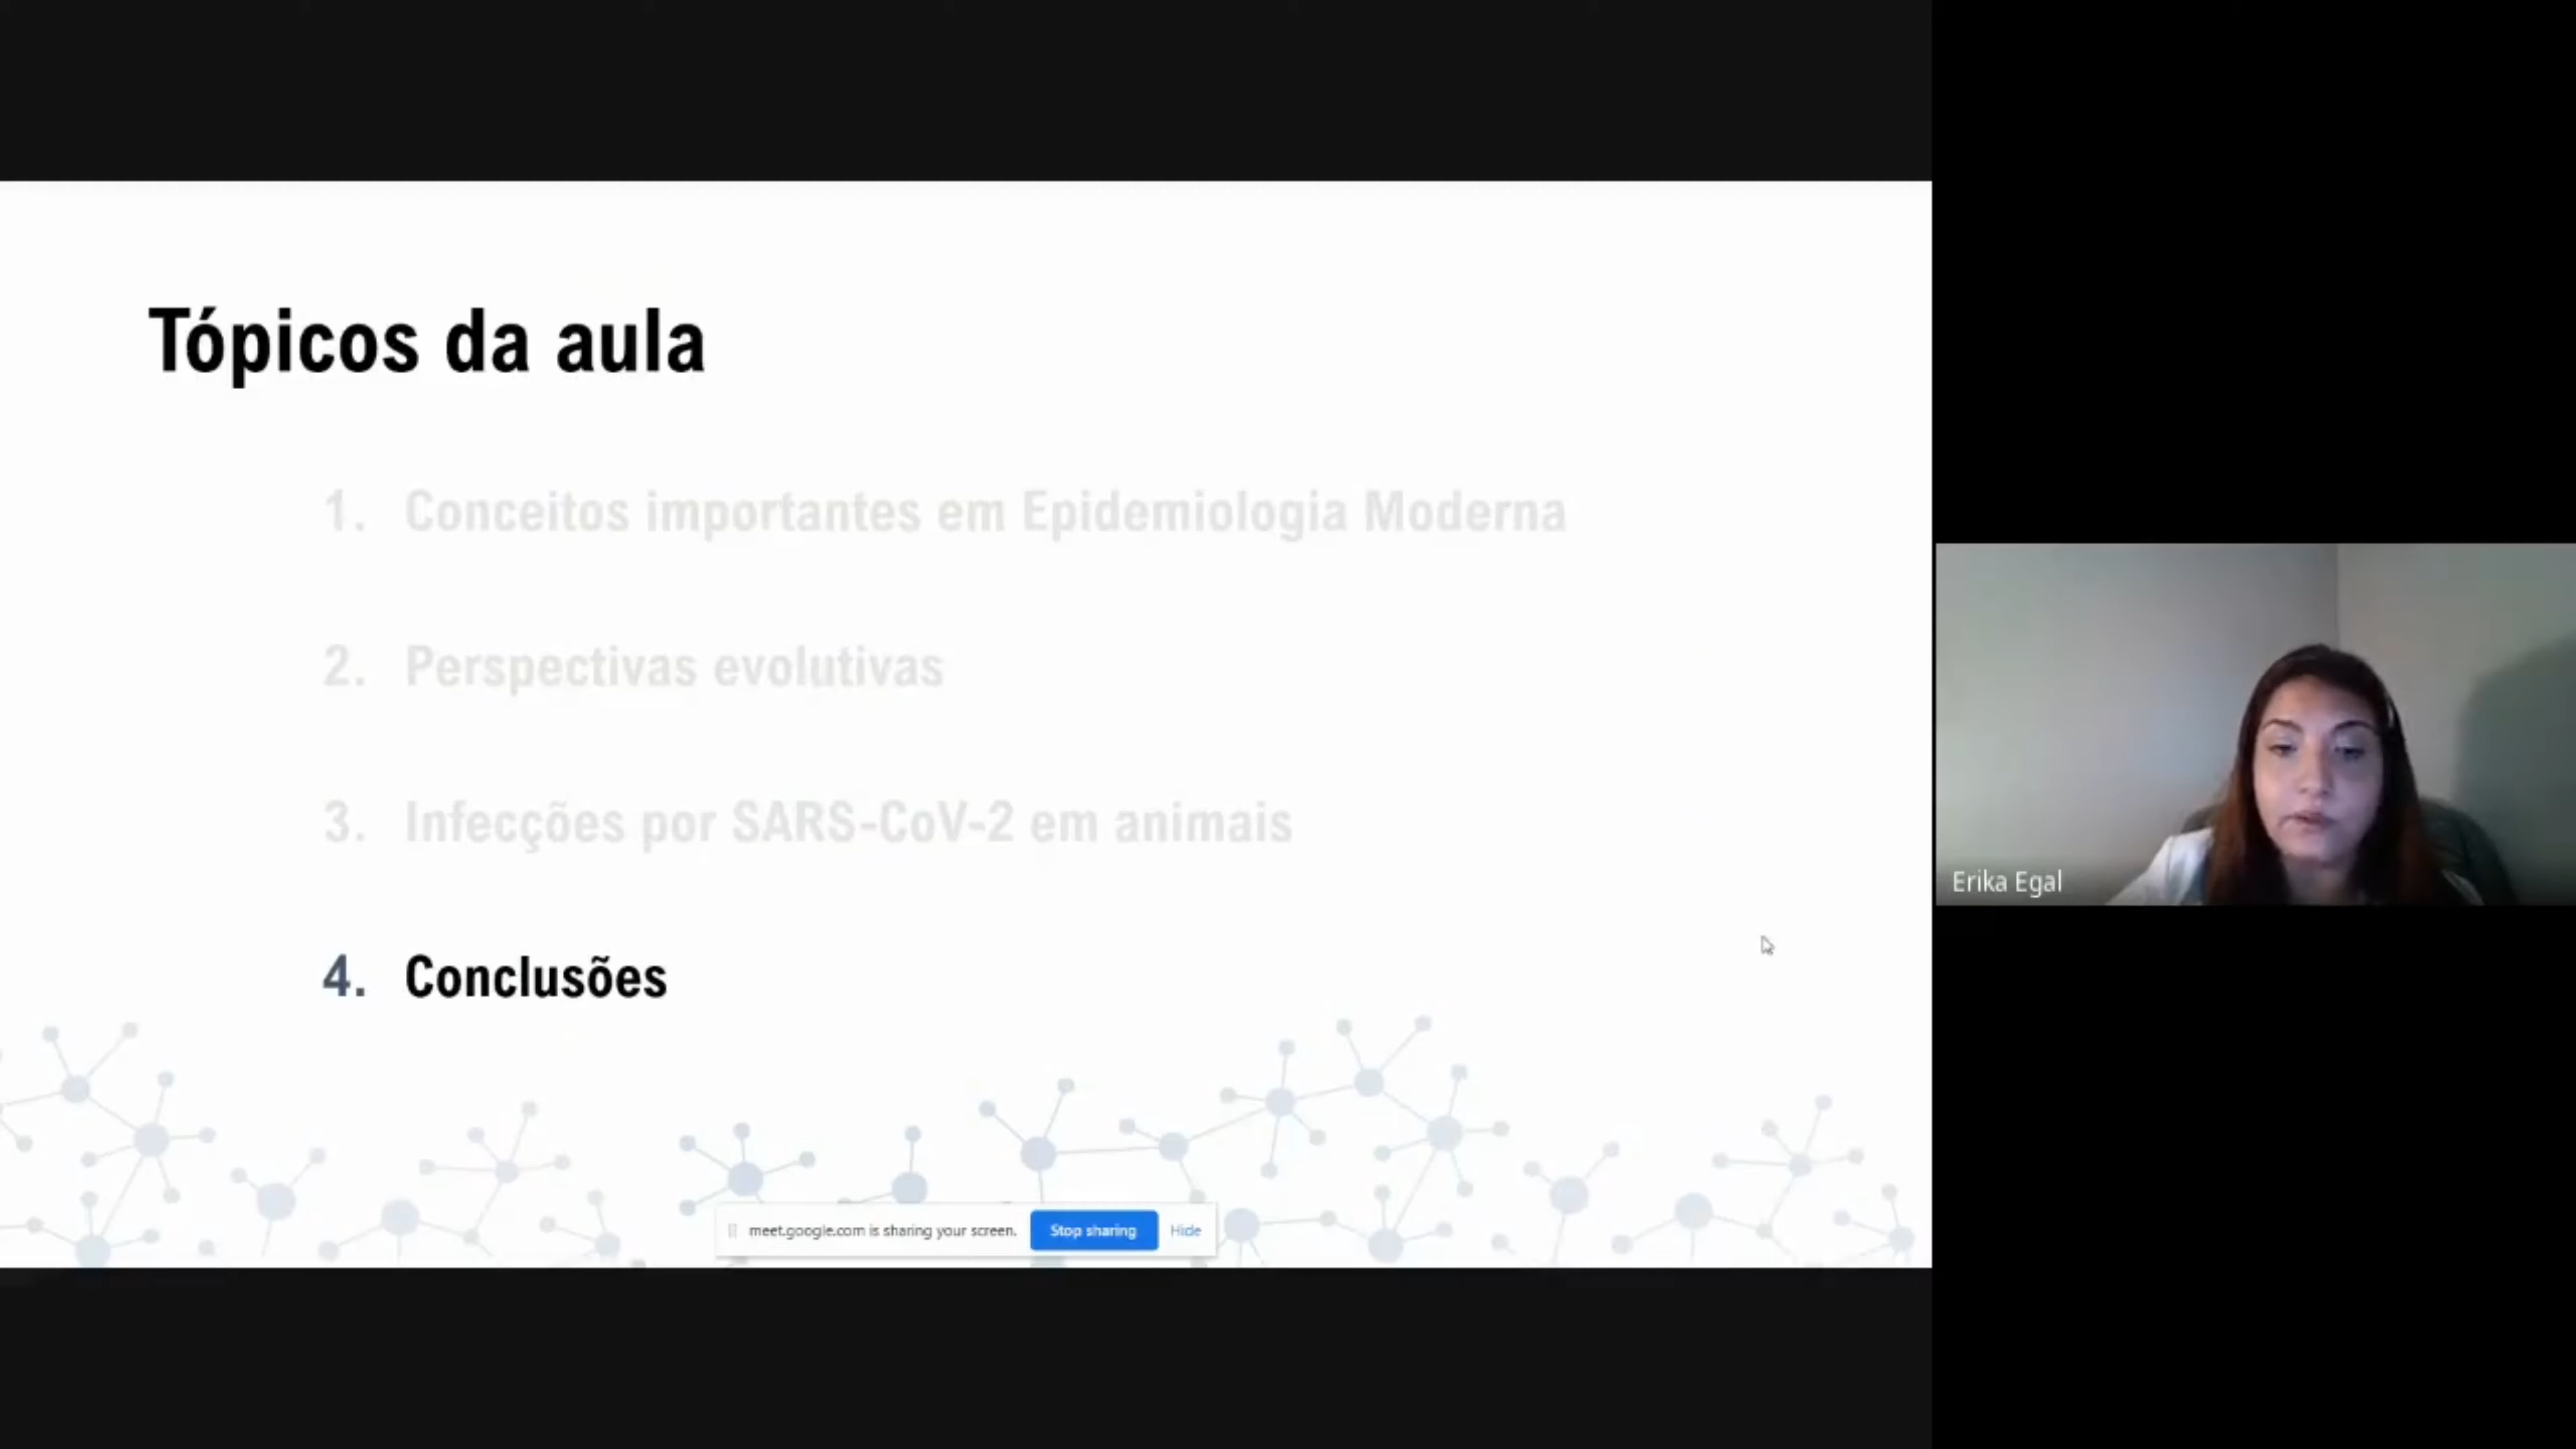 Tópicos da aula
1. Conceitos importantes em Epidemiologia Moderna
2. Perspectivas evolutivas
3. Infecções por SARS-CoV-2 em animais
4. Conclusões
Erika Egal
meet.google.com is sharing your screen. Stop sharing Hide